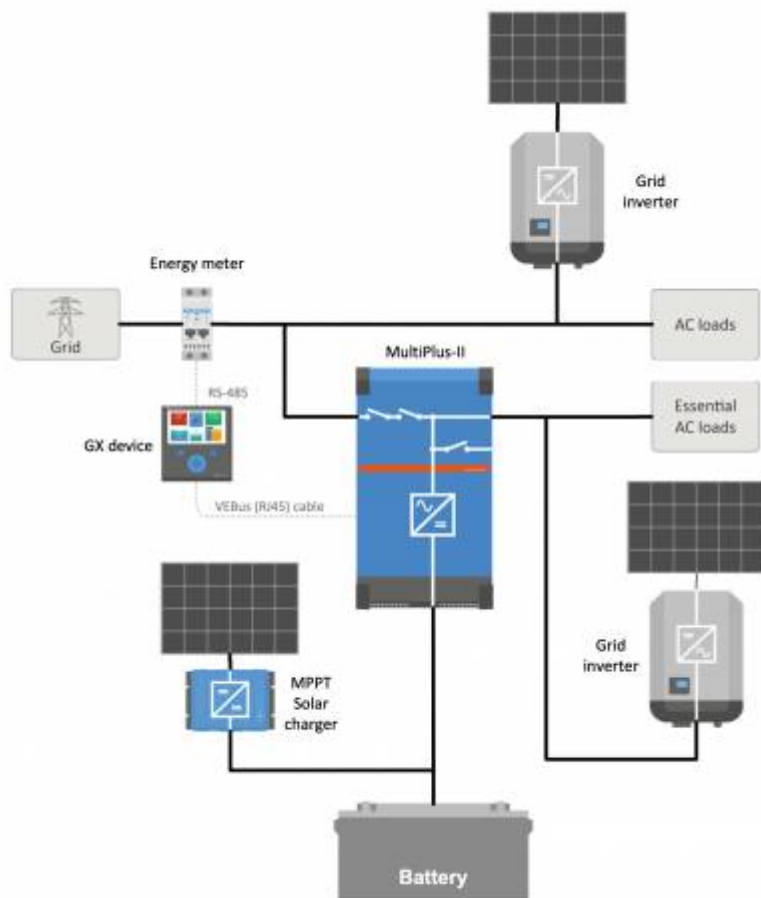 Grid
inverter
Energy meter
Grid
AC loads
MultiPlus-II
RS-485
GX device
Essential
AC loads
VEBus (RJ45) cable
MPPT
Solar
charger
Grid
inverter
Battery